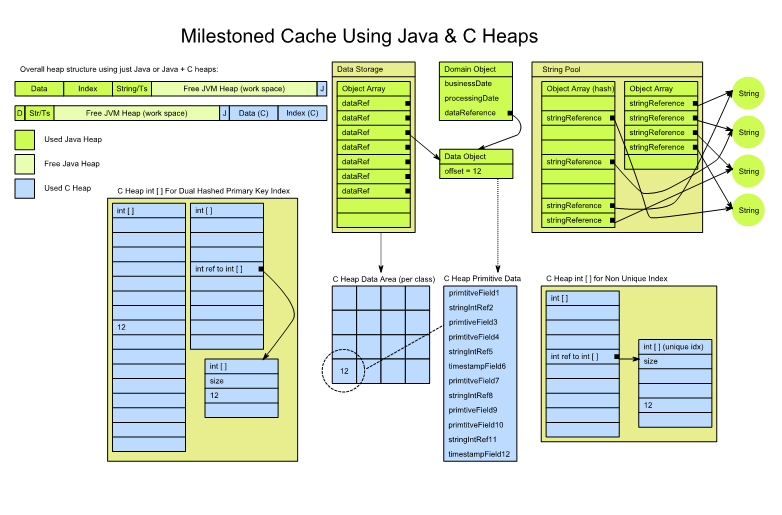 Milestoned Cache Using Java & C Heaps
Overall heap structure using just Java or Java + C heaps:
Data
Index
String/Ts
Free JVM Heap (work space)
J
D
Str/Ts
Free JVM Heap (work space)
J
Data (C)
Index (C)
Used Java Heap
Free Java Heap
Used C Heap
Data Storage
Object Array
dataRef
dataRef
dataRef
dataRef
dataRef
dataRef
dataRef
Domain Object
businessDate
processingDate
dataReference
Data Object
offset = 12
String Pool
Object Array (hash)
stringReference
stringReference
stringReference
stringReference
Object Array
stringReference
stringReference
stringReference
stringReference
String
String
String
String
C Heap int [ ] For Dual Hashed Primary Key Index
int [ ]
12
int [ ]
int ref to int [ ]
int [ ]
size
12
C Heap Data Area (per class)
12
C Heap Primitive Data
primtitveField1
stringIntRef2
primtiveField3
primtitveField4
stringIntRef5
timestampField6
primtitveField7
stringIntRef8
primtiveField9
primtitveField10
stringIntRef11
timestampField12
C Heap int [ ] for Non Unique Index
int [ ]
int ref to int [ ]
int [ ] (unique idx)
size
12